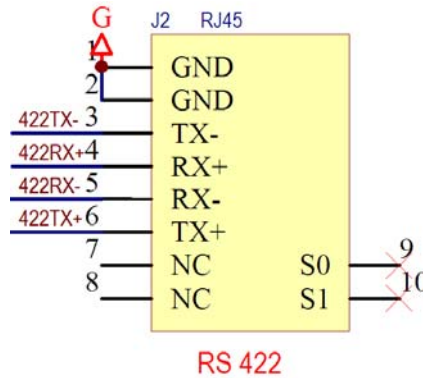 G
J2 RJ45
1 GND
2 GND
422TX- 3 TX-
422RX+ 4 RX+
422RX- 5 RX-
422TX+ 6 TX+
7 NC S0 9
8 NC S1 10
RS 422